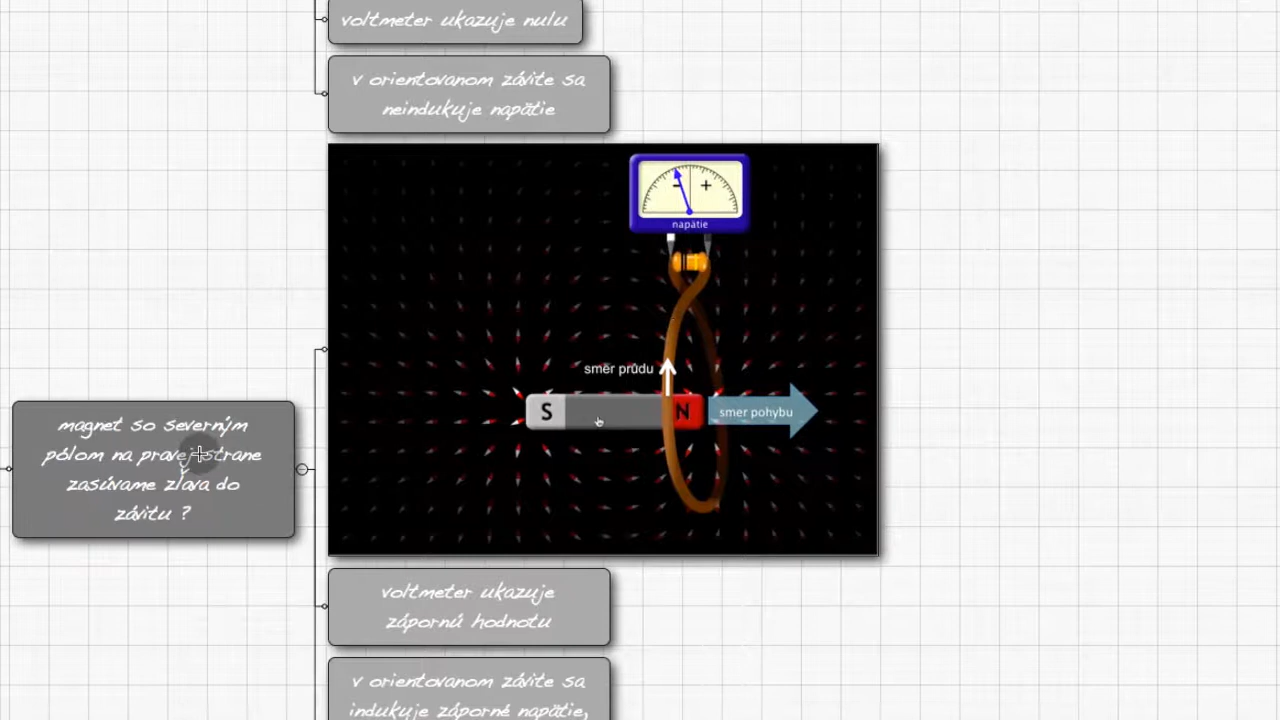 voltmeter ukazuje nulu
v orientovanom závite sa
neindukuje napätie
- +
napätie
smer prúdu
S
N
smer pohybu
magnet so severným
pólom na pravej strane
zasúvame zľava do
závitu ?
voltmeter ukazuje
zápornú hodnotu
v orientovanom závite sa
indukuje záporné napätie,